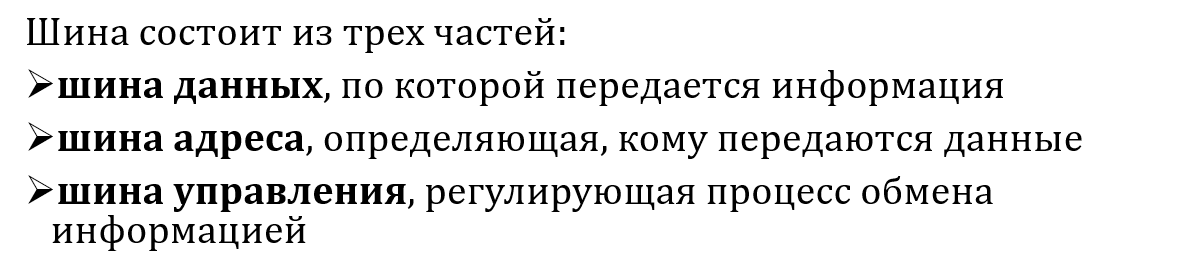 Шина состоит из трех частей:
➢шина данных, по которой передается информация
➢шина адреса, определяющая, кому передаются данные
➢шина управления, регулирующая процесс обмена
информацией